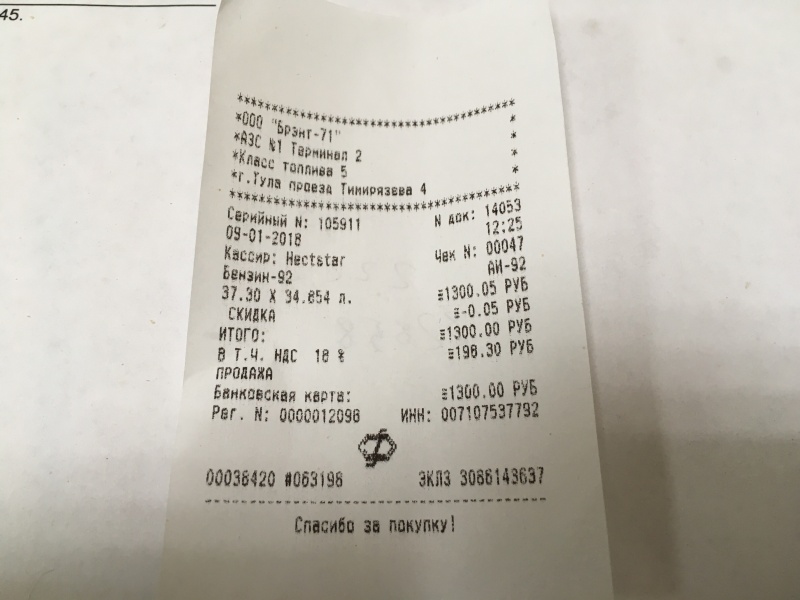 45.
****************************************
*ООО "Брэнт-71" *
*АЗС №1 Терминал 2 *
*Класс топлива 5 *
*г.Тула проезд Тимирязева 4 *
****************************************
Серийный N: 105911 N док: 14053
09-01-2018 12:25
Кассир: Hectstar Чек N: 00047
Бензин-92 АИ-92
37.30 X 34.854 л. ≡1300.05 РУБ
СКИДКА ≡-0.05 РУБ
ИТОГО: ≡1300.00 РУБ
В Т.Ч. НДС 18 % ≡198.30 РУБ
ПРОДАЖА
Банковская карта: ≡1300.00 РУБ
Рег. N: 0000012096 ИНН: 007107537792
00036420 #063198 ЭКЛЗ 3086143637
Спасибо за покупку!